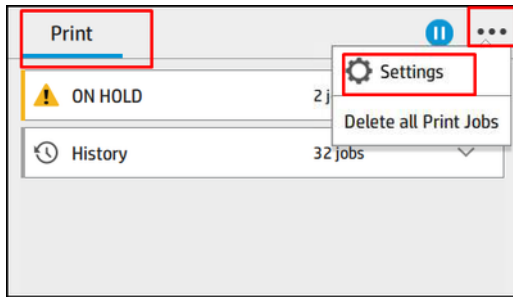 Print
Settings
ON HOLD
2 j
Delete all Print Jobs
History
32 jobs